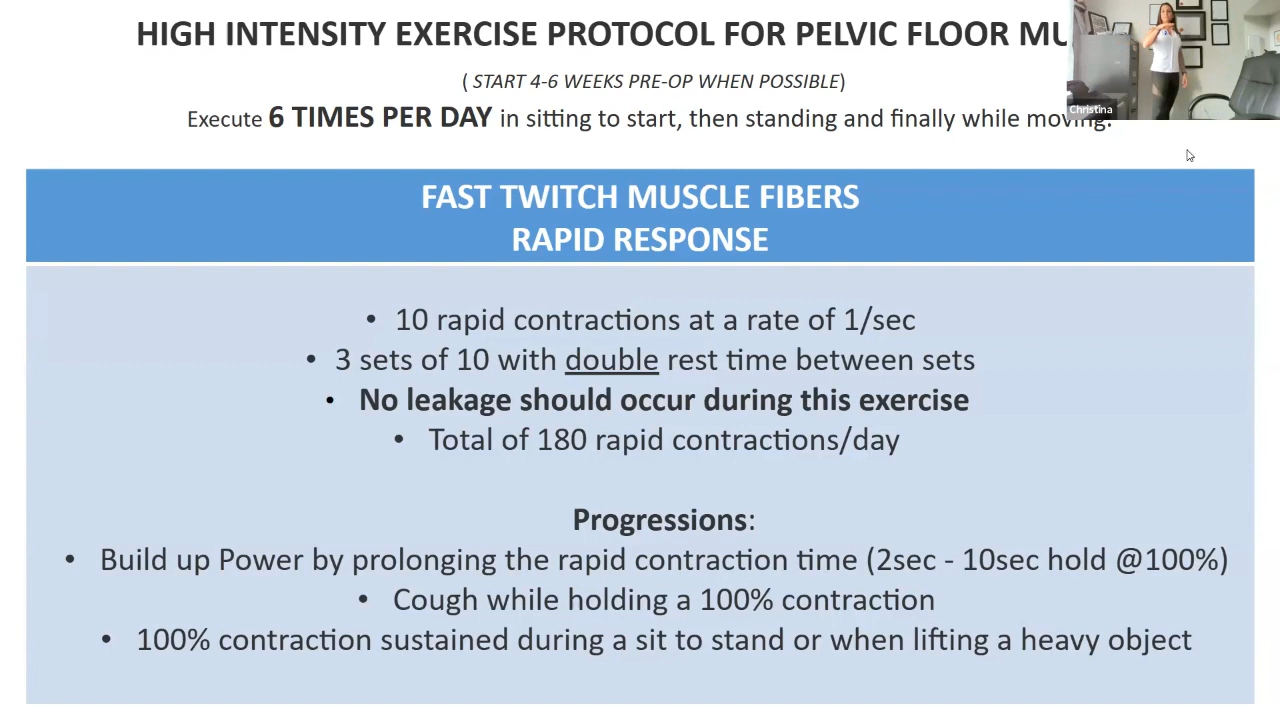 HIGH INTENSITY EXERCISE PROTOCOL FOR PELVIC FLOOR MU
( START 4-6 WEEKS PRE-OP WHEN POSSIBLE)
Execute 6 TIMES PER DAY in sitting to start, then standing and finally while moving.
Christina
FAST TWITCH MUSCLE FIBERS
RAPID RESPONSE
• 10 rapid contractions at a rate of 1/sec
• 3 sets of 10 with double rest time between sets
• No leakage should occur during this exercise
• Total of 180 rapid contractions/day
Progressions:
• Build up Power by prolonging the rapid contraction time (2sec - 10sec hold @100%)
• Cough while holding a 100% contraction
• 100% contraction sustained during a sit to stand or when lifting a heavy object